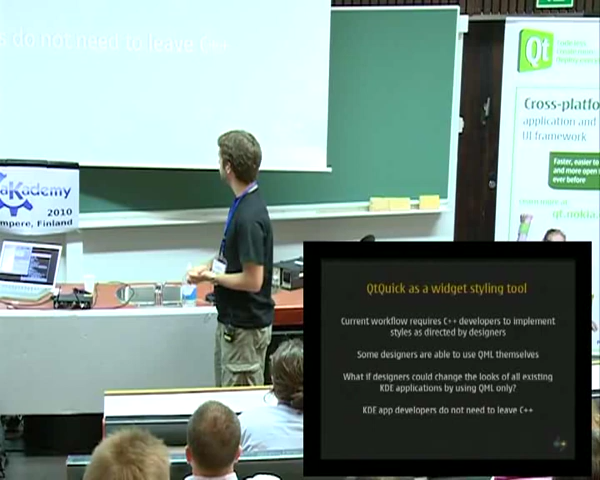 s do not need to leave C++
aKademy
2010
mpere, Finland
Qt
Cross-platfo
application and
UI framework
Faster, easier to
and more open t
ever before
qt.nokia
QtQuick as a widget styling tool
Current workflow requires C++ developers to implement
styles as directed by designers
Some designers are able to use QML themselves
What if designers could change the looks of all existing
KDE applications by using QML only?
KDE app developers do not need to leave C++